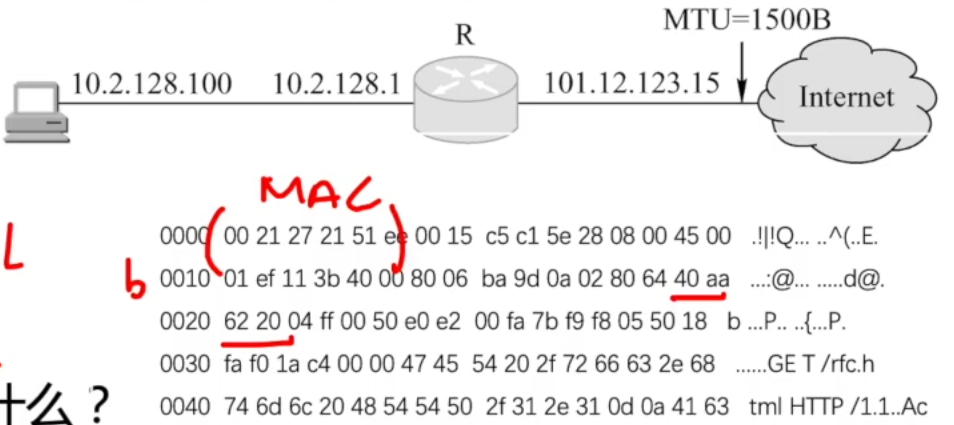 MTU=1500B
R
10.2.128.100 10.2.128.1 101.12.123.15 Internet
MAC
0000 00 21 27 21 51 ee 00 15 c5 c1 5e 28 08 00 45 00 .!|!Q... ..^(..E.
b 0010 01 ef 11 3b 40 00 80 06 ba 9d 0a 02 80 64 40 aa ...:@... .....d@.
0020 62 20 04 ff 00 50 e0 e2 00 fa 7b f9 f8 05 50 18 b ...P.. ..{...P.
0030 fa f0 1a c4 00 00 47 45 54 20 2f 72 66 63 2e 68 ......GE T /rfc.h
什么？ 0040 74 6d 6c 20 48 54 54 50 2f 31 2e 31 0d 0a 41 63 tml HTTP /1.1..Ac